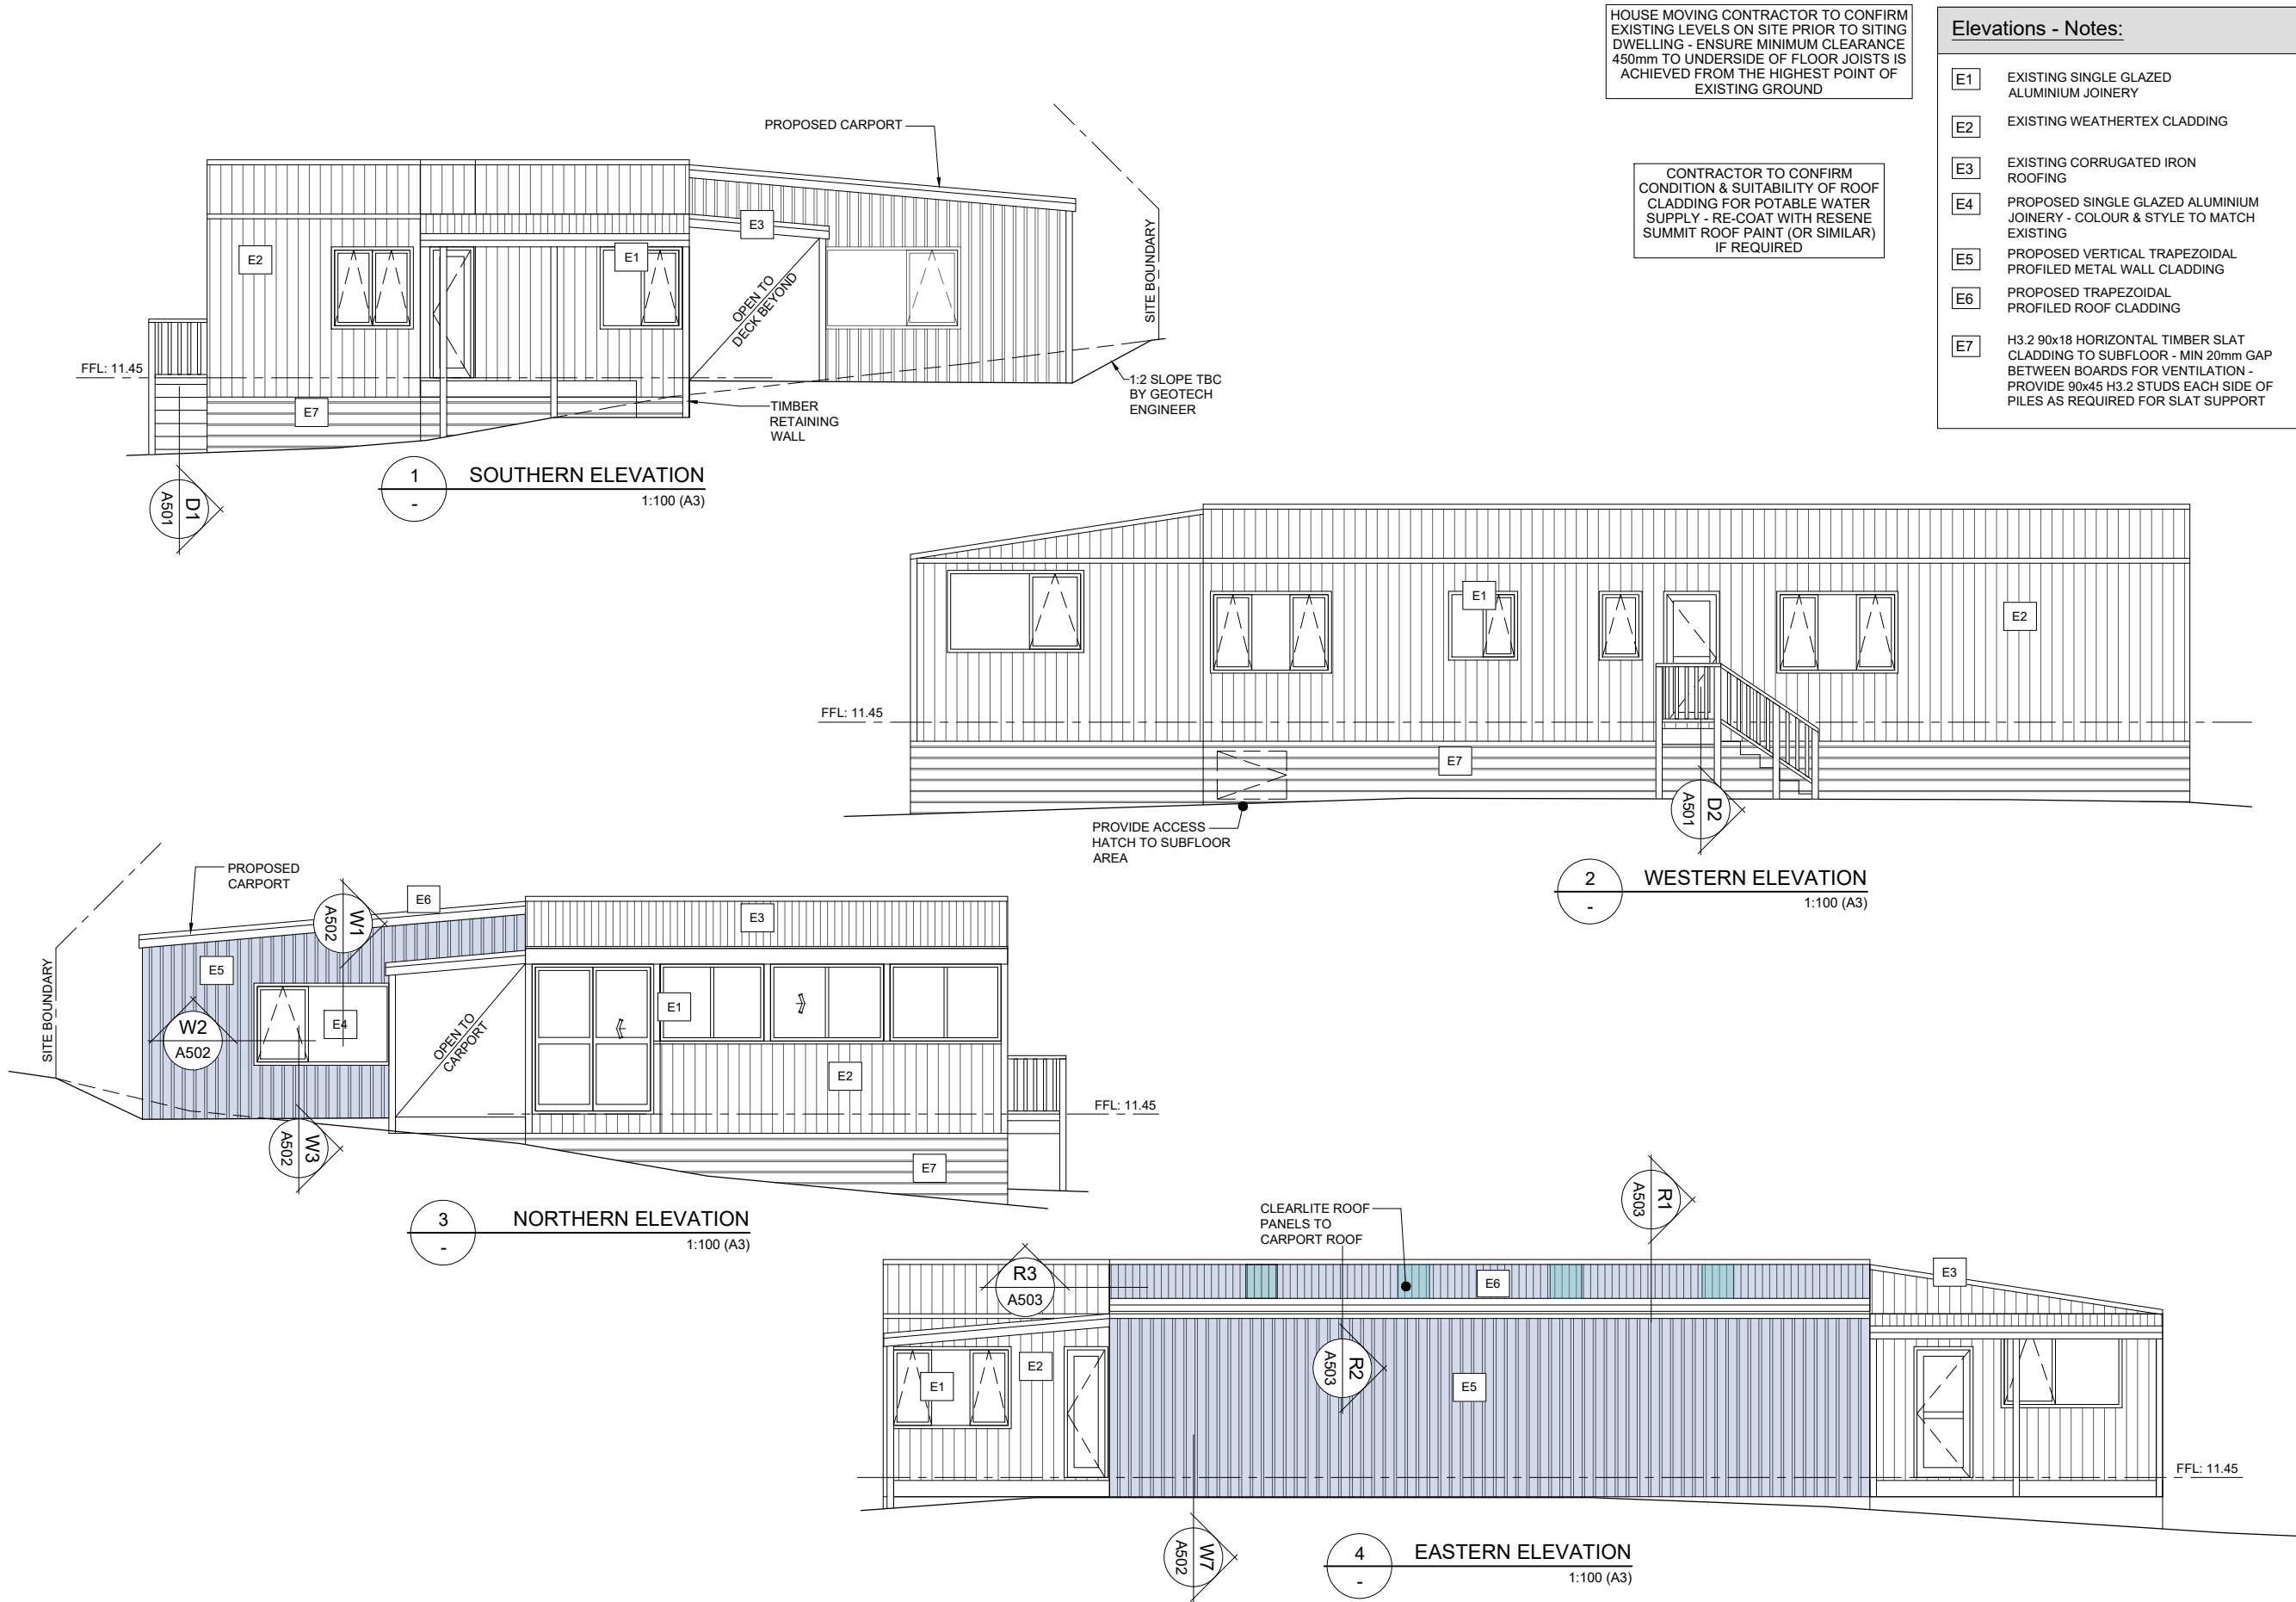 HOUSE MOVING CONTRACTOR TO CONFIRM
EXISTING LEVELS ON SITE PRIOR TO SITING
DWELLING - ENSURE MINIMUM CLEARANCE
450mm TO UNDERSIDE OF FLOOR JOISTS IS
ACHIEVED FROM THE HIGHEST POINT OF
EXISTING GROUND
CONTRACTOR TO CONFIRM
CONDITION & SUITABILITY OF ROOF
CLADDING FOR POTABLE WATER
SUPPLY - RE-COAT WITH RESENE
SUMMIT ROOF PAINT (OR SIMILAR)
IF REQUIRED
Elevations - Notes:
E1 EXISTING SINGLE GLAZED
ALUMINIUM JOINERY
E2 EXISTING WEATHERTEX CLADDING
E3 EXISTING CORRUGATED IRON
ROOFING
E4 PROPOSED SINGLE GLAZED ALUMINIUM
JOINERY - COLOUR & STYLE TO MATCH
EXISTING
E5 PROPOSED VERTICAL TRAPEZOIDAL
PROFILED METAL WALL CLADDING
E6 PROPOSED TRAPEZOIDAL
PROFILED ROOF CLADDING
E7 H3.2 90x18 HORIZONTAL TIMBER SLAT
CLADDING TO SUBFLOOR - MIN 20mm GAP
BETWEEN BOARDS FOR VENTILATION -
PROVIDE 90x45 H3.2 STUDS EACH SIDE OF
PILES AS REQUIRED FOR SLAT SUPPORT
PROPOSED CARPORT
E3
E2
E1
OPEN TO
DECK BEYOND
SITE BOUNDARY
FFL: 11.45
E7
TIMBER
RETAINING
WALL
1:2 SLOPE TBC
BY GEOTECH
ENGINEER
D1
A501
1
-
SOUTHERN ELEVATION
1:100 (A3)
E1
E2
FFL: 11.45
E7
PROVIDE ACCESS
HATCH TO SUBFLOOR
AREA
D2
A501
2
-
WESTERN ELEVATION
1:100 (A3)
PROPOSED
CARPORT
W1
A502
E6
E3
SITE BOUNDARY
E5
E4
E1
W2
A502
OPEN TO
CARPORT
E2
FFL: 11.45
W3
A502
E7
3
-
NORTHERN ELEVATION
1:100 (A3)
CLEARLITE ROOF
PANELS TO
CARPORT ROOF
R1
A503
R3
A503
E6
E3
E2
E1
R2
A503
E5
FFL: 11.45
W7
A502
4
-
EASTERN ELEVATION
1:100 (A3)